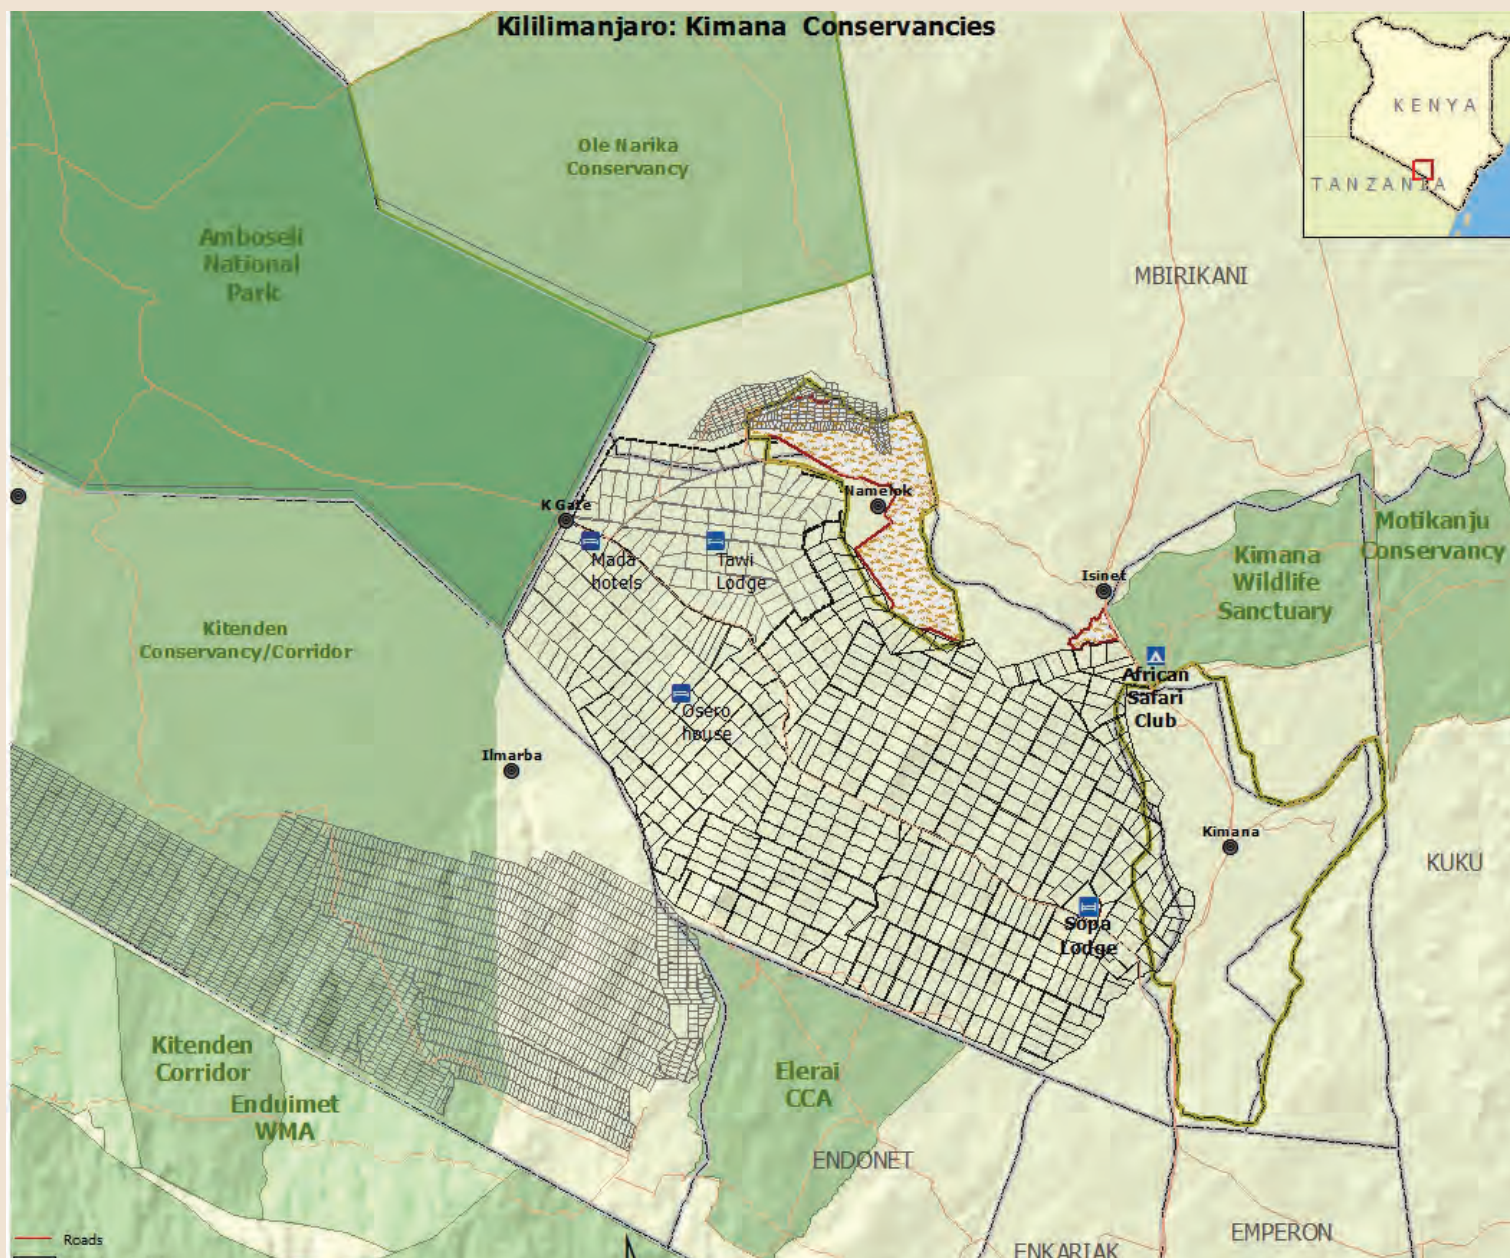 Kililimanjaro: Kimana Conservancies
KENYA
TANZANIA
Ole Narika
Conservancy
Amboseli
National
Park
MBIRIKANI
K Gate
Namelok
Mada
hotels
Tawi
Lodge
Isinet
Kimana
Wildlife
Sanctuary
Motikanju
Conservancy
Kitenden
Conservancy/Corridor
African
Safari
Club
Osero
house
Ilmarba
Kimana
KUKU
Sopa
Lodge
Kitenden
Corridor
Enduimet
WMA
Elerai
CCA
ENDONET
EMPERON
ENKARIAK
Roads